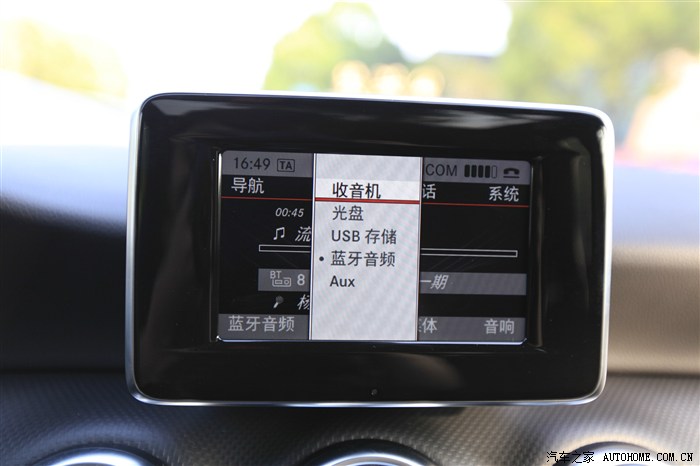 16:49 TA COM
导航 话 系统
收音机
光盘
USB 存储
蓝牙音频
Aux
00:45
流
BT 8 一期
杨
蓝牙音频 体 音响
汽车之家 AUTOHOME.COM.CN